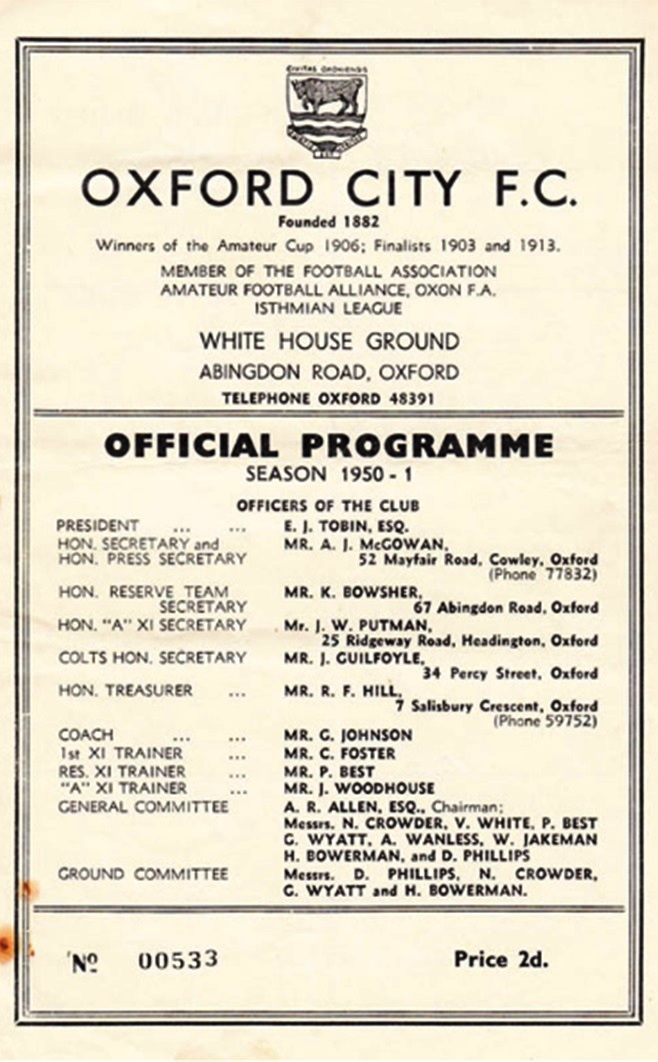 CIVITAS OXONIENSIS
OXFORD CITY F.C.
Founded 1882
Winners of the Amateur Cup 1906; Finalists 1903 and 1913.
MEMBER OF THE FOOTBALL ASSOCIATION
AMATEUR FOOTBALL ALLIANCE, OXON F.A.
ISTHMIAN LEAGUE
WHITE HOUSE GROUND
ABINGDON ROAD, OXFORD
TELEPHONE OXFORD 48391
OFFICIAL PROGRAMME
SEASON 1950 - 1
OFFICERS OF THE CLUB
PRESIDENT ... ... E. J. TOBIN, ESQ.
HON. SECRETARY and MR. A. J. McGOWAN,
HON. PRESS SECRETARY 52 Mayfair Road, Cowley, Oxford
(Phone 77832)
HON. RESERVE TEAM MR. K. BOWSHER,
SECRETARY 67 Abingdon Road, Oxford
HON. "A" XI SECRETARY Mr. J. W. PUTMAN,
25 Ridgeway Road, Headington, Oxford
COLTS HON. SECRETARY MR. J. GUILFOYLE,
34 Percy Street, Oxford
HON. TREASURER ... MR. R. F. HILL,
7 Salisbury Crescent, Oxford
(Phone 59752)
COACH ... ... MR. G. JOHNSON
1st XI TRAINER ... MR. C. FOSTER
RES. XI TRAINER ... MR. P. BEST
"A" XI TRAINER ... MR. J. WOODHOUSE
GENERAL COMMITTEE A. R. ALLEN, ESQ., Chairman;
Messrs. N. CROWDER, V. WHITE, P. BEST
G. WYATT, A. WANLESS, W. JAKEMAN
H. BOWERMAN, and D. PHILLIPS
GROUND COMMITTEE Messrs. D. PHILLIPS, N. CROWDER,
G. WYATT and H. BOWERMAN.
Nº 00533 Price 2d.